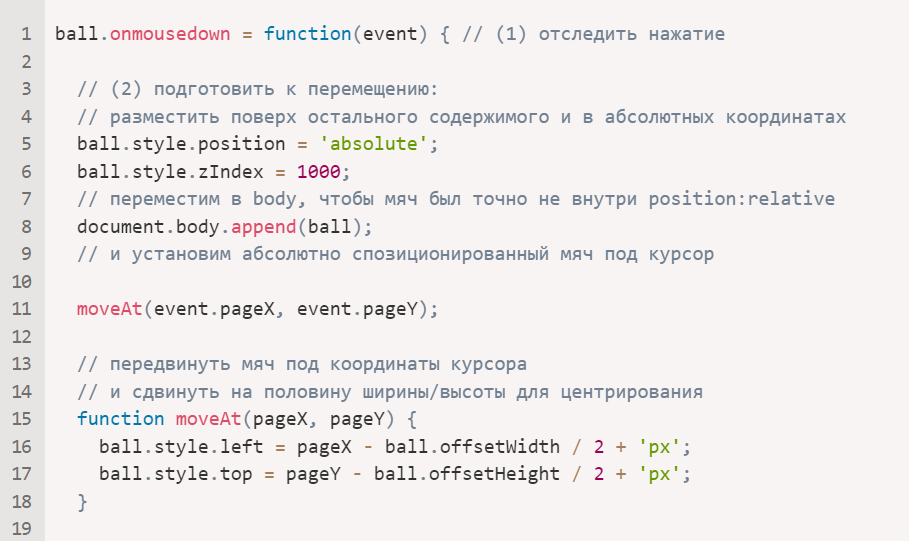 1 ball.onmousedown = function(event) { // (1) отследить нажатие
2
3 // (2) подготовить к перемещению:
4 // разместить поверх остального содержимого и в абсолютных координатах
5 ball.style.position = 'absolute';
6 ball.style.zIndex = 1000;
7 // переместим в body, чтобы мяч был точно не внутри position:relative
8 document.body.append(ball);
9 // и установим абсолютно спозиционированный мяч под курсор
10
11 moveAt(event.pageX, event.pageY);
12
13 // передвинуть мяч под координаты курсора
14 // и сдвинуть на половину ширины/высоты для центрирования
15 function moveAt(pageX, pageY) {
16 ball.style.left = pageX - ball.offsetWidth / 2 + 'px';
17 ball.style.top = pageY - ball.offsetHeight / 2 + 'px';
18 }
19